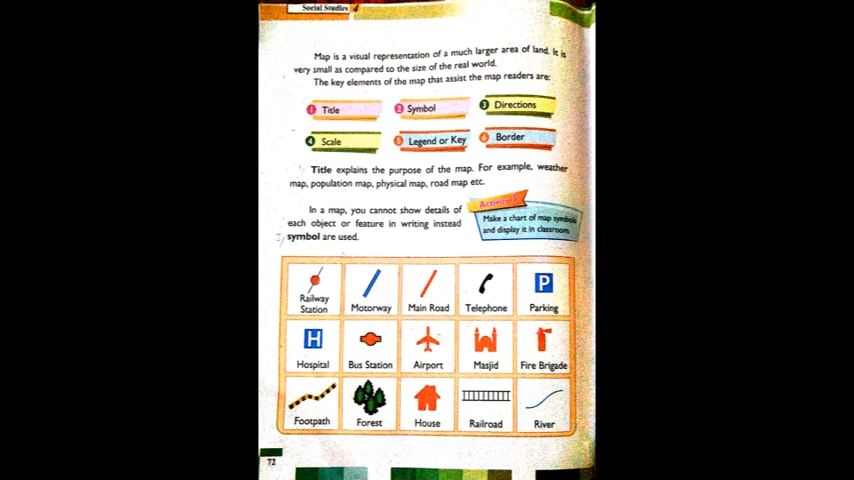 Social Studies 4
Map is a visual representation of a much larger area of land. It is
very small as compared to the size of the real world.
The key elements of the map that assist the map readers are:
1 Title
2 Symbol
3 Directions
4 Scale
5 Legend or Key
6 Border
Title explains the purpose of the map. For example, weather
map, population map, physical map, road map etc.
In a map, you cannot show details of
each object or feature in writing instead
symbol are used.
Activity 1
Make a chart of map symbols
and display it in classroom.
Railway
Station
Motorway
Main Road
Telephone
P
Parking
H
Hospital
Bus Station
Airport
Masjid
Fire Brigade
Footpath
Forest
House
Railroad
River
72